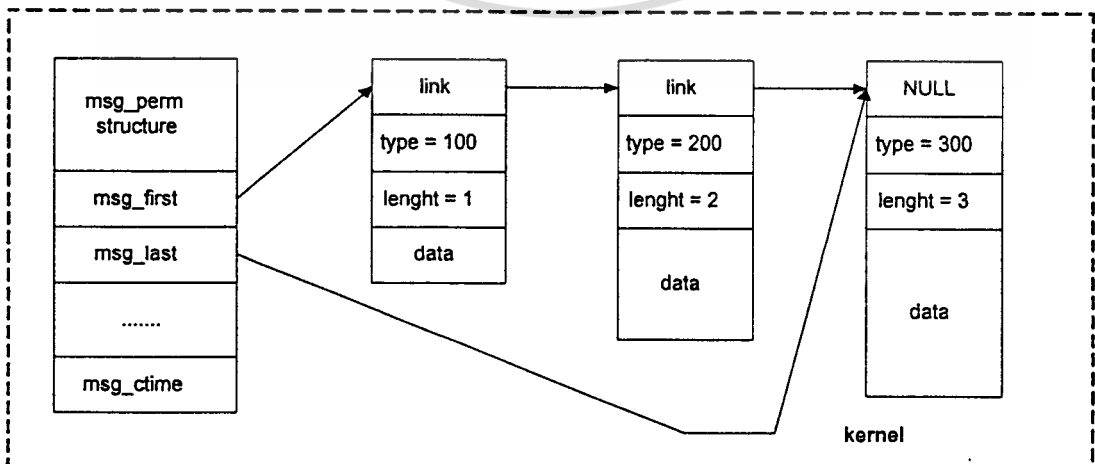 msg_perm
structure
msg_first
msg_last
.......
msg_ctime
link
type = 100
lenght = 1
data
link
type = 200
lenght = 2
data
NULL
type = 300
lenght = 3
data
kernel